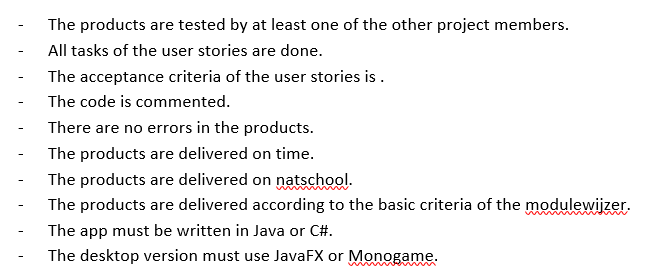 - The products are tested by at least one of the other project members.
- All tasks of the user stories are done.
- The acceptance criteria of the user stories is .
- The code is commented.
- There are no errors in the products.
- The products are delivered on time.
- The products are delivered on natschool.
- The products are delivered according to the basic criteria of the modulewijzer.
- The app must be written in Java or C#.
- The desktop version must use JavaFX or Monogame.